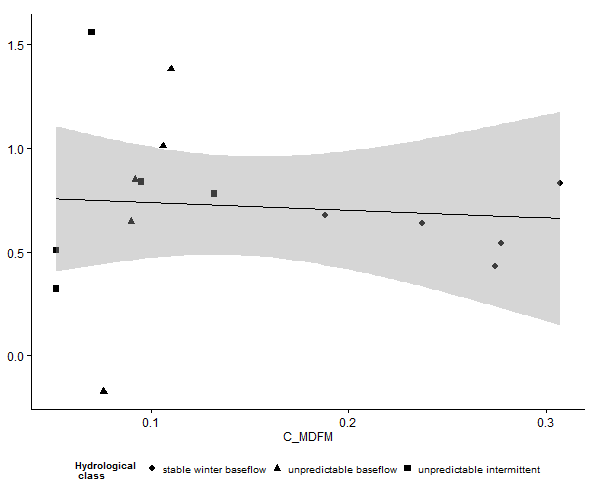 1.5
1.0
0.5
0.0
0.1 0.2 0.3
C_MDFM
Hydrological
class
stable winter baseflow unpredictable baseflow unpredictable intermittent